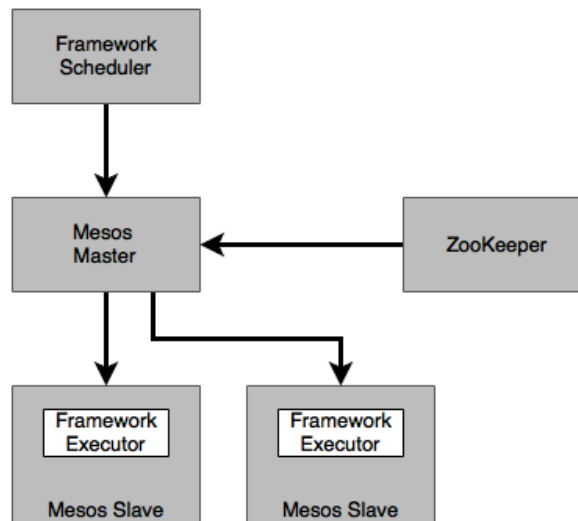 Framework
Scheduler
Mesos
Master
ZooKeeper
Framework
Executor
Mesos Slave
Framework
Executor
Mesos Slave